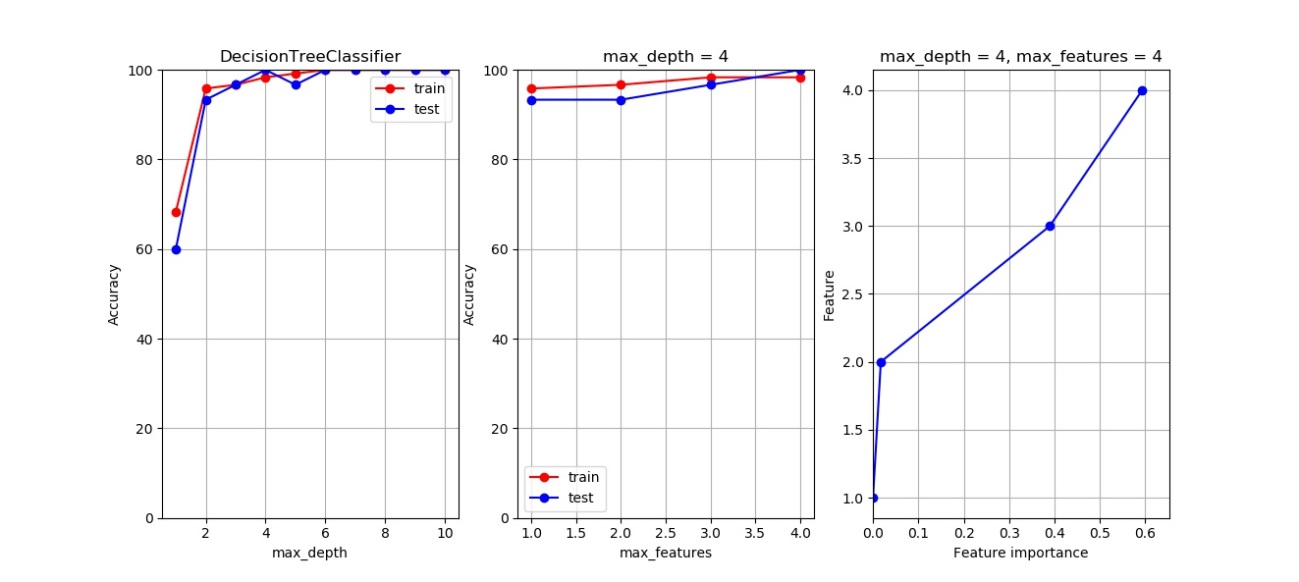 DecisionTreeClassifier
100
80
60
40
20
0
Accuracy
train
test
2
4
6
8
10
max_depth
max_depth = 4
100
80
60
40
20
0
Accuracy
train
test
1.0
1.5
2.0
2.5
3.0
3.5
4.0
max_features
max_depth = 4, max_features = 4
4.0
3.5
3.0
2.5
2.0
1.5
1.0
Feature
0.0
0.1
0.2
0.3
0.4
0.5
0.6
Feature importance